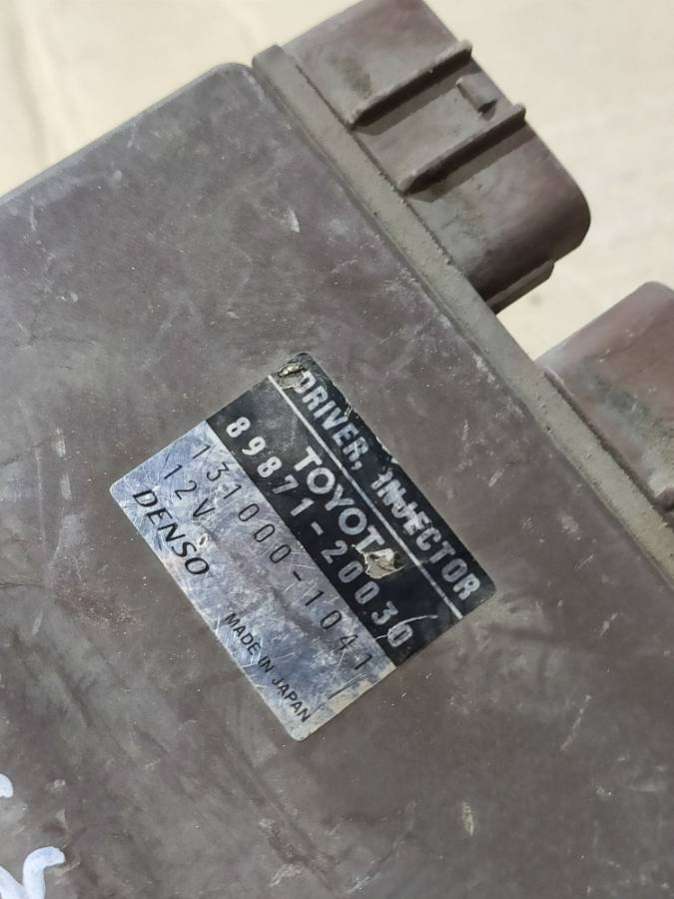 DRIVER, INJECTOR
TOYOTA
89871-20030
131000-1041
12V
DENSO
MADE IN JAPAN